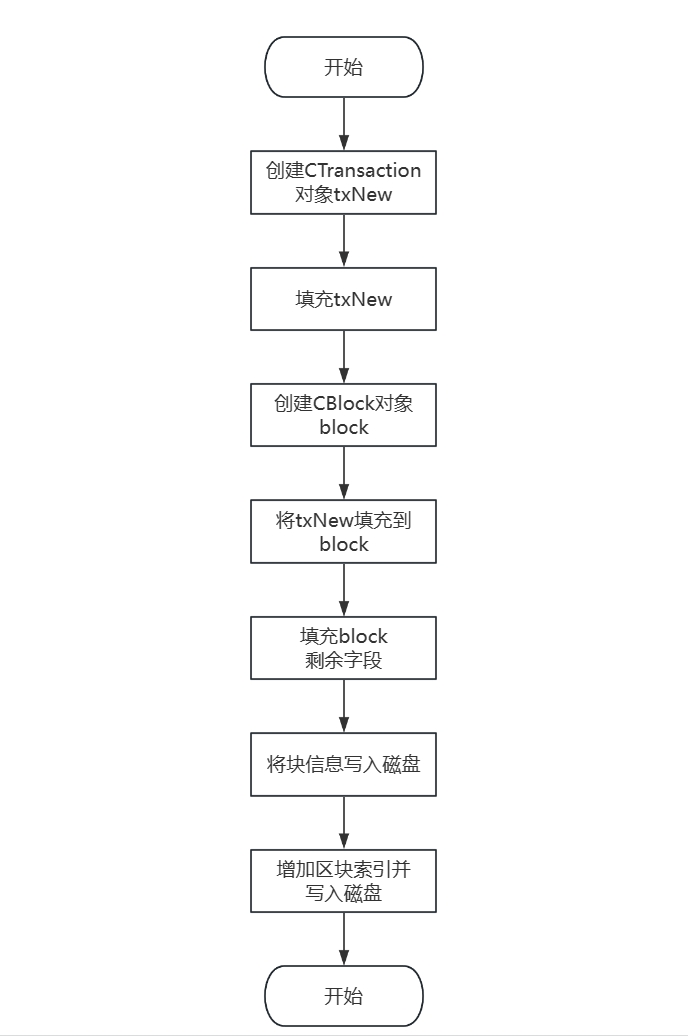 开始
创建CTransaction
对象txNew
填充txNew
创建CBlock对象
block
将txNew填充到
block
填充block
剩余字段
将块信息写入磁盘
增加区块索引并
写入磁盘
开始